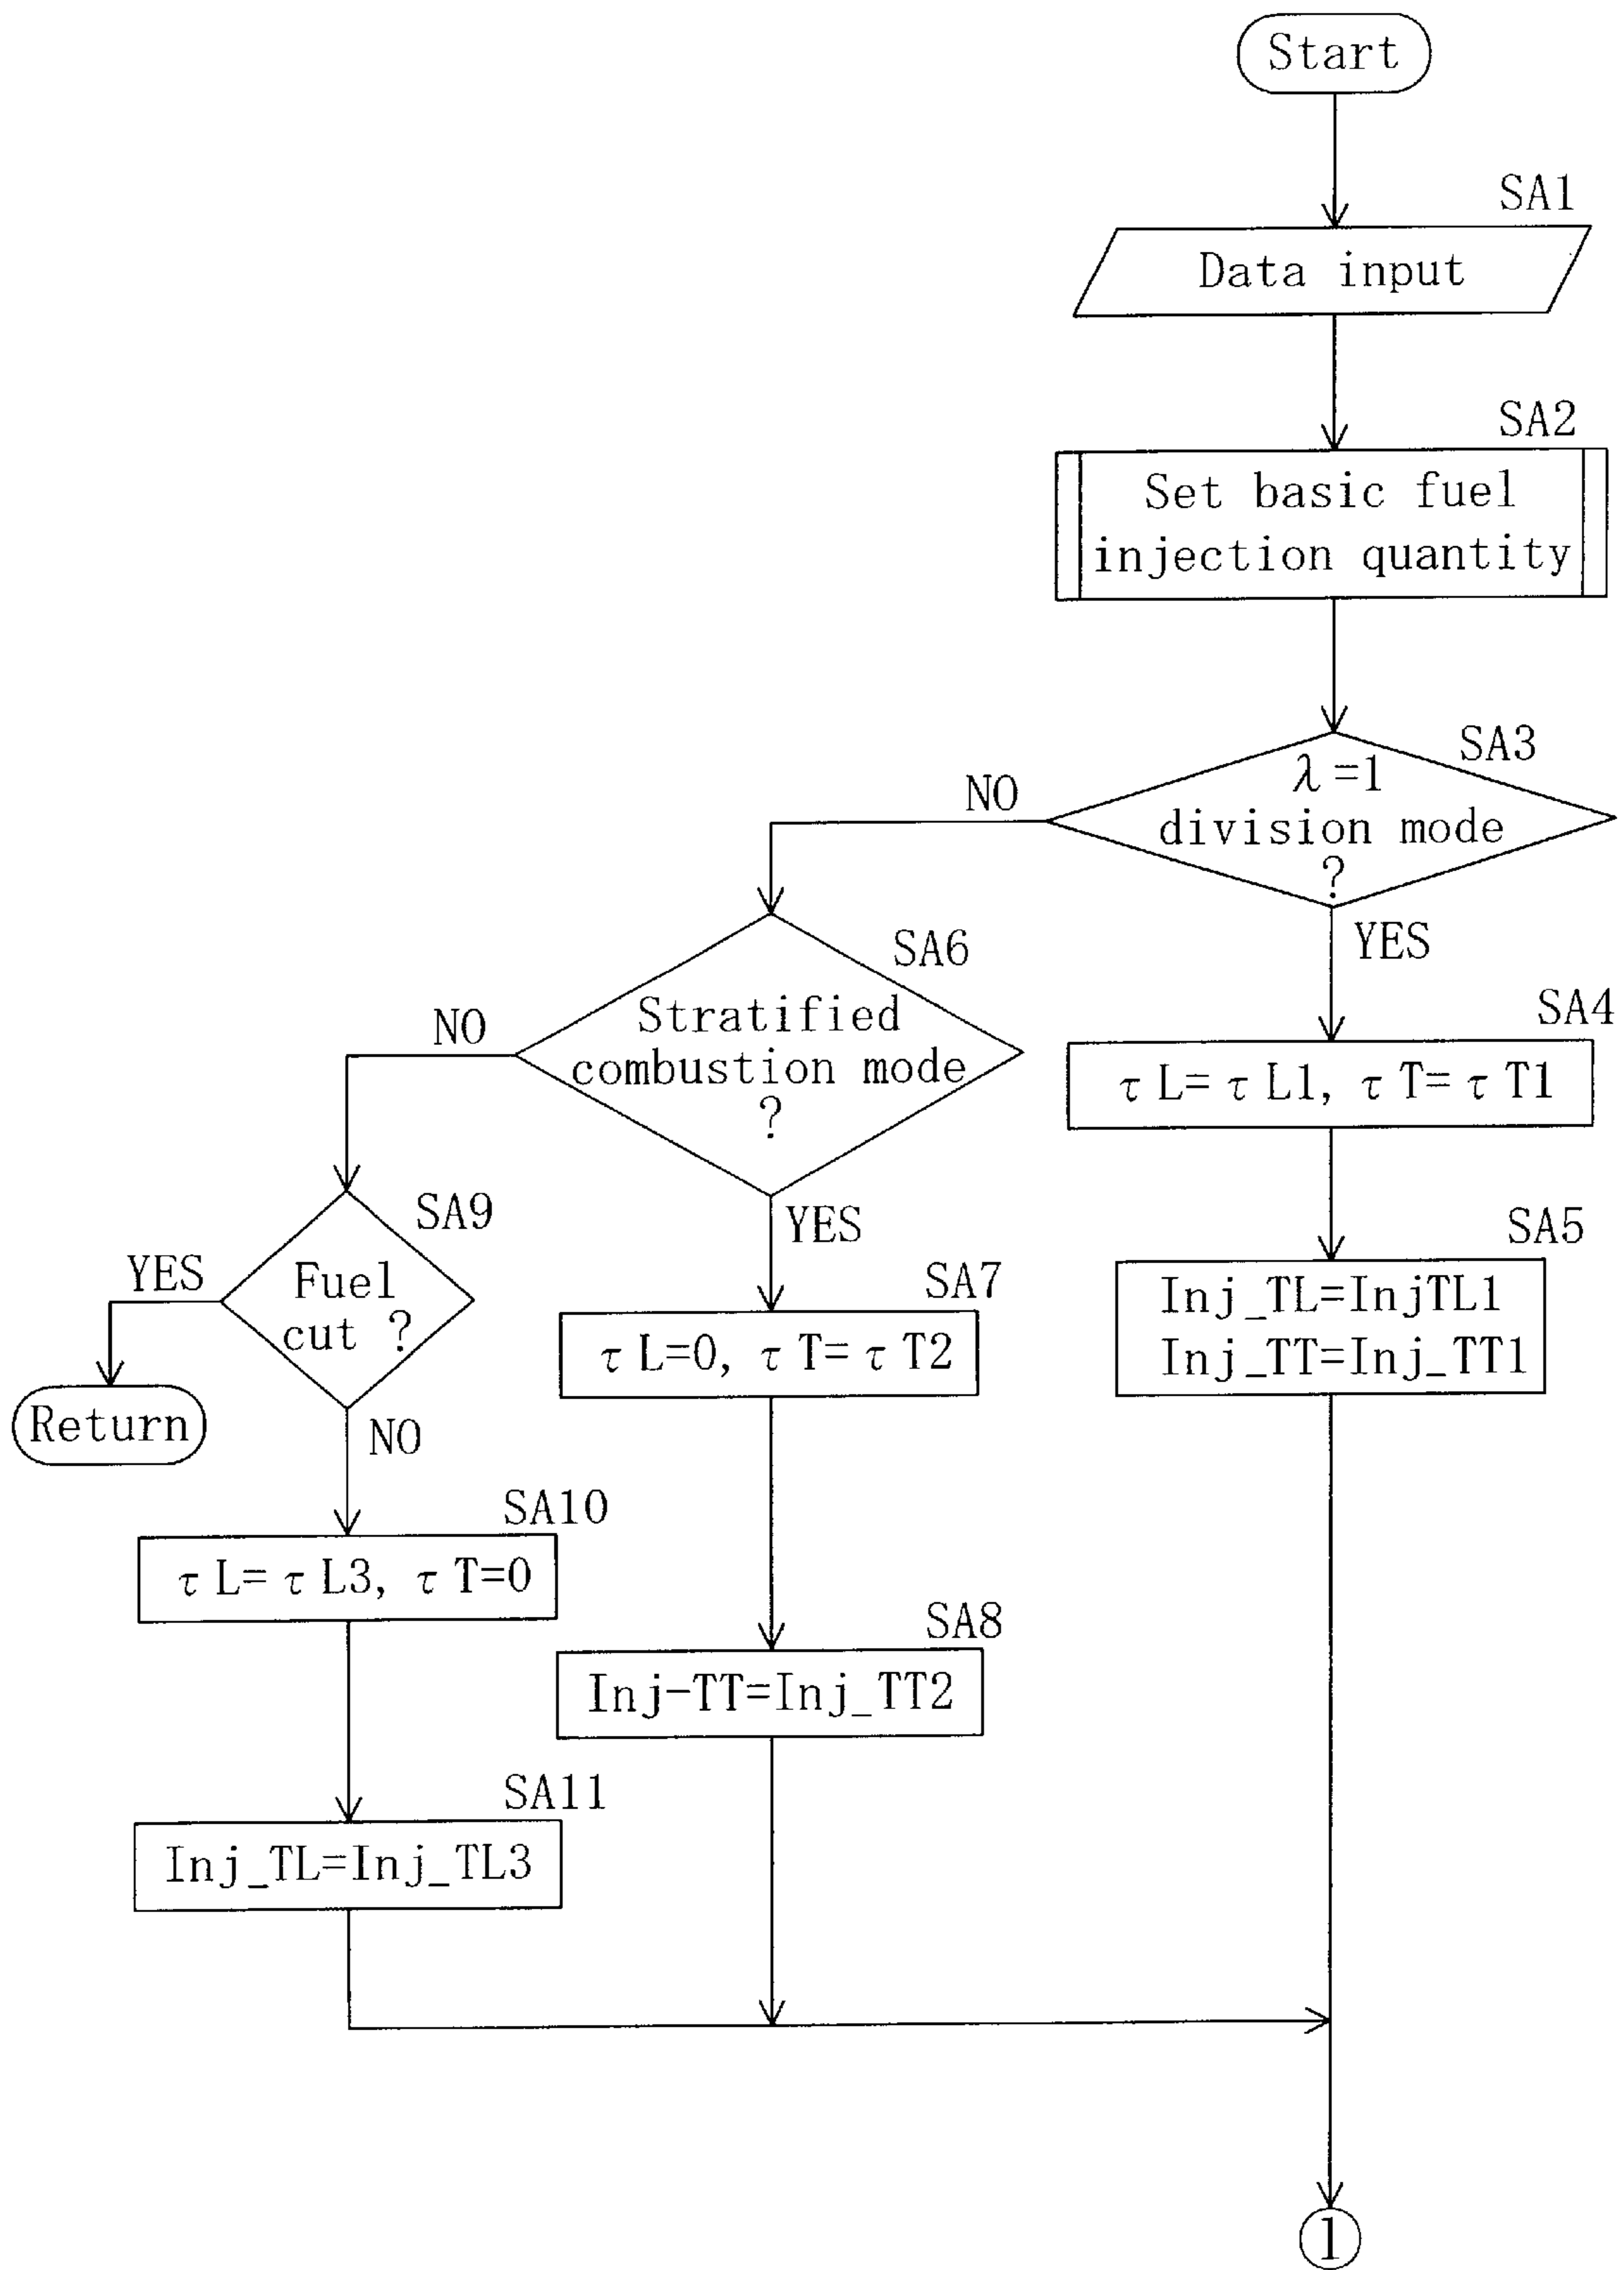 Start
SA1
Data input
SA2
Set basic fuel
injection quantity
SA3
λ=1
division mode
?
NO
YES
SA6
Stratified
combustion mode
?
NO
YES
SA4
τL=τL1, τT=τT1
SA5
Inj_TL=InjTL1
Inj_TT=Inj_TT1
SA9
Fuel
cut ?
YES
Return
NO
SA7
τL=0, τT=τT2
SA10
τL=τL3, τT=0
SA8
Inj-TT=Inj_TT2
SA11
Inj_TL=Inj_TL3
1